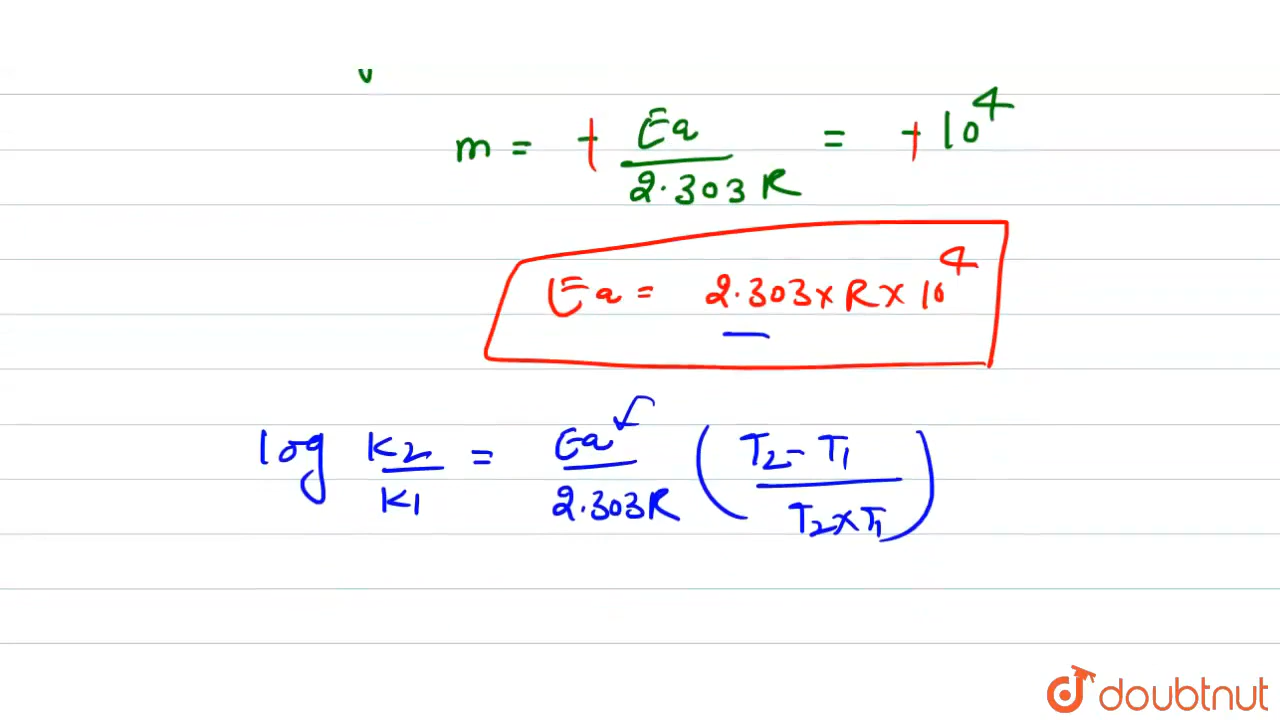 m = + Ea / 2.303 R = + 10^4
Ea = 2.303 x R x 10^4
log K2 / K1 = Ea / 2.303R ( T2 - T1 / T2 x T1 )
doubtnut